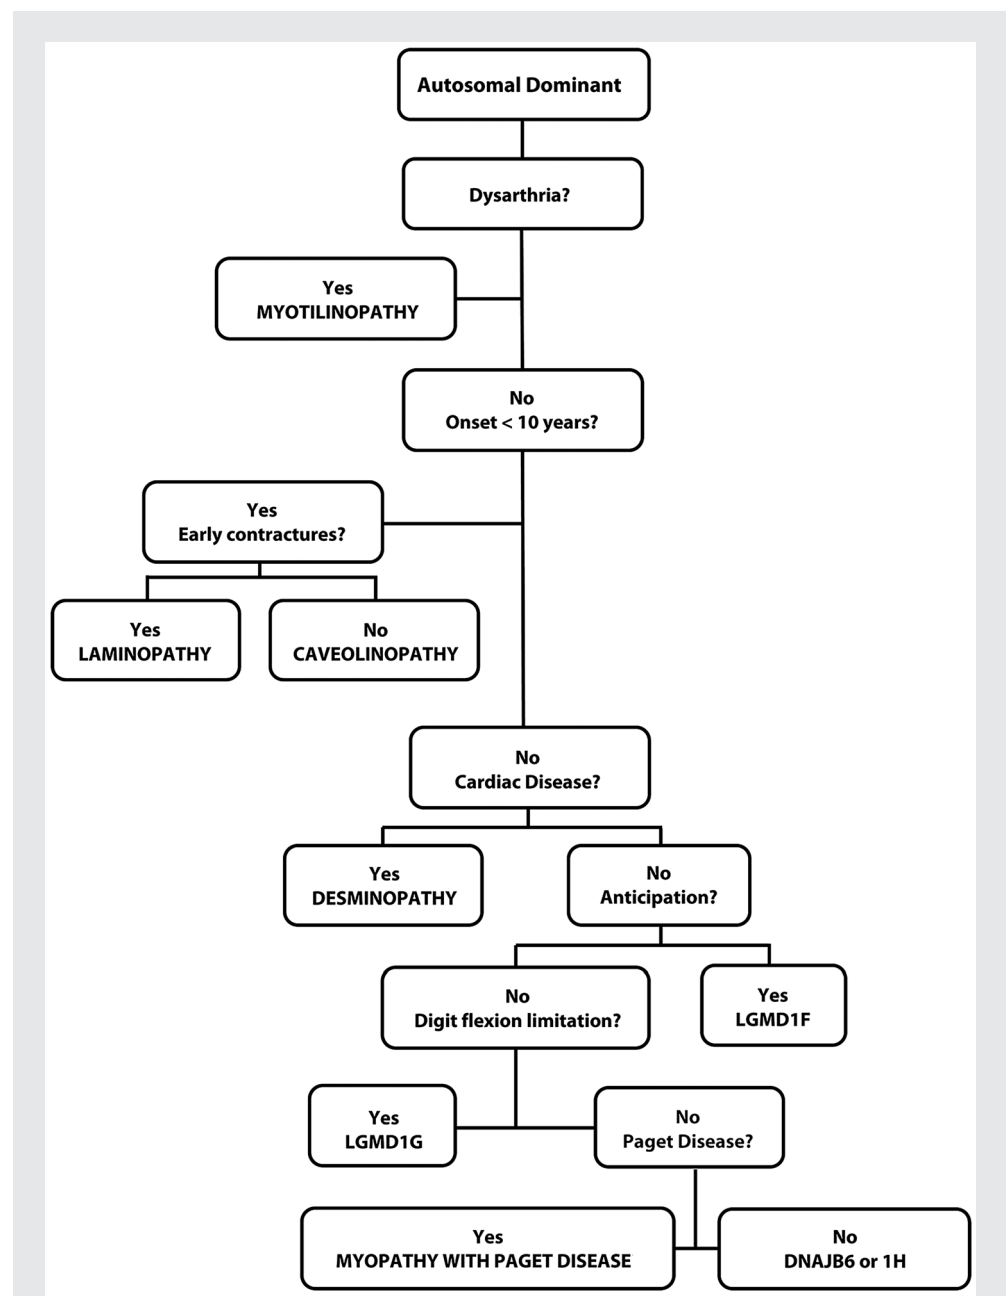 Autosomal Dominant
Dysarthria?
Yes
MYOTILINOPATHY
No
Onset < 10 years?
Yes
Early contractures?
Yes
LAMINOPATHY
No
CAVEOLINOPATHY
No
Cardiac Disease?
Yes
DESMINOPATHY
No
Anticipation?
No
Digit flexion limitation?
Yes
LGMD1F
Yes
LGMD1G
No
Paget Disease?
Yes
MYOPATHY WITH PAGET DISEASE
No
DNAJB6 or 1H